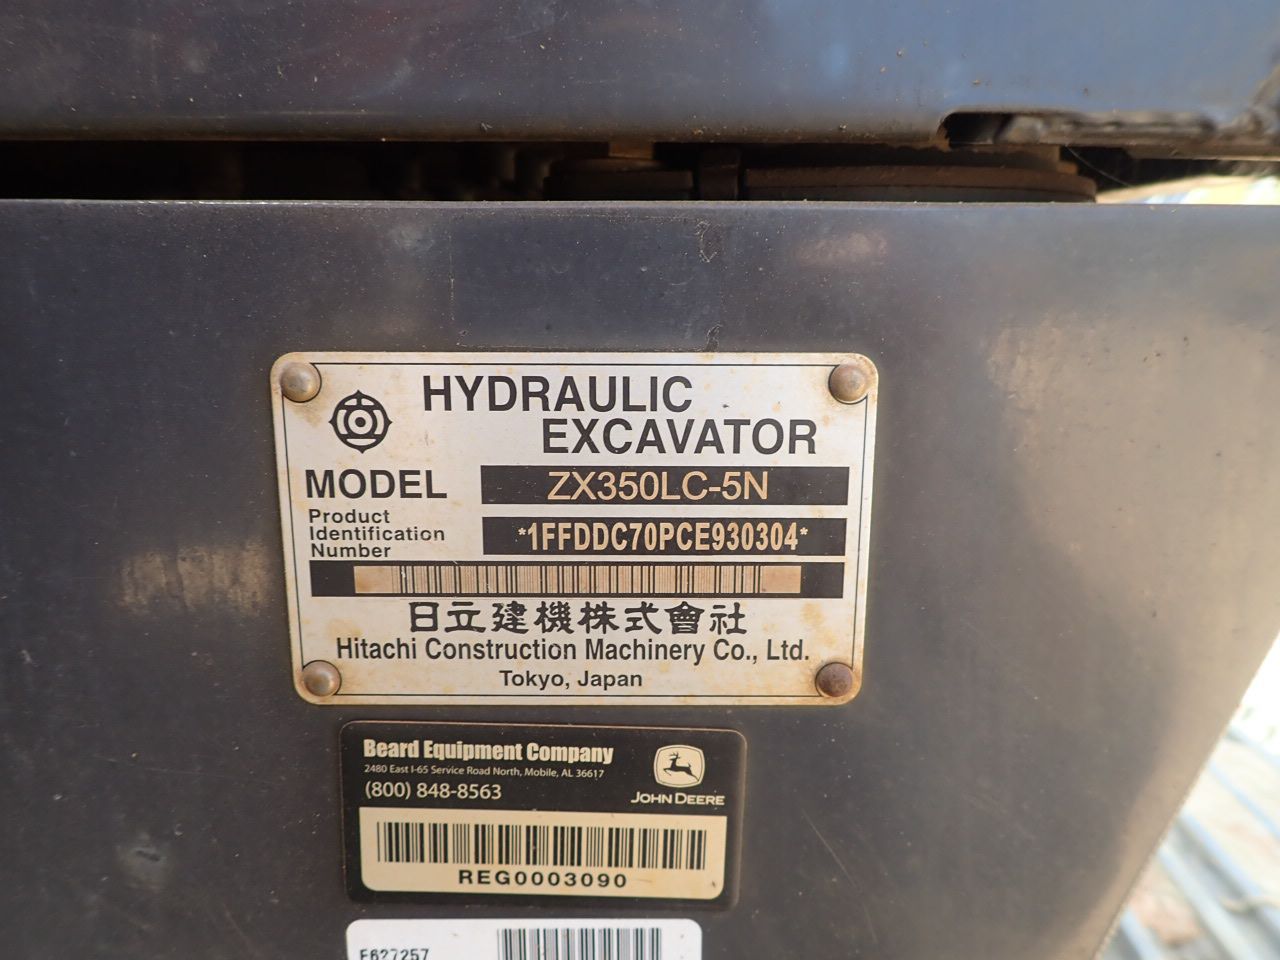 HYDRAULIC
EXCAVATOR
MODEL ZX350LC-5N
Product
Identification
Number
*1FFDDC70PCE930304*
日立建機株式會社
Hitachi Construction Machinery Co., Ltd.
Tokyo, Japan
Beard Equipment Company
2480 East I-65 Service Road North, Mobile, AL 36617
(800) 848-8563
JOHN DEERE
REG0003090